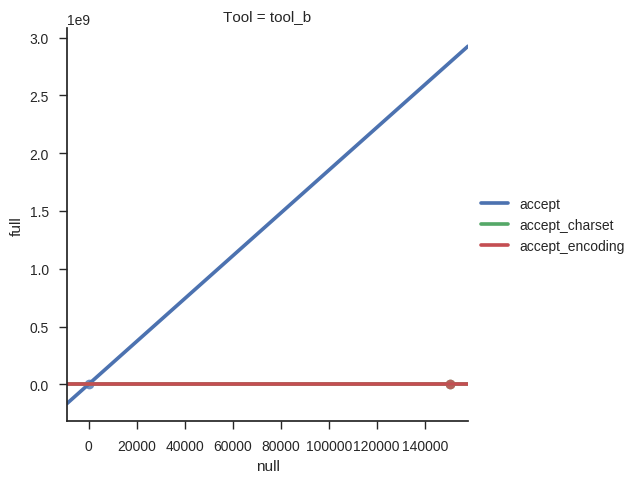 Tool = tool_b
1e9
3.0
2.5
2.0
1.5
1.0
0.5
0.0
full
0 20000 40000 60000 80000 100000 120000 140000
null
accept
accept_charset
accept_encoding